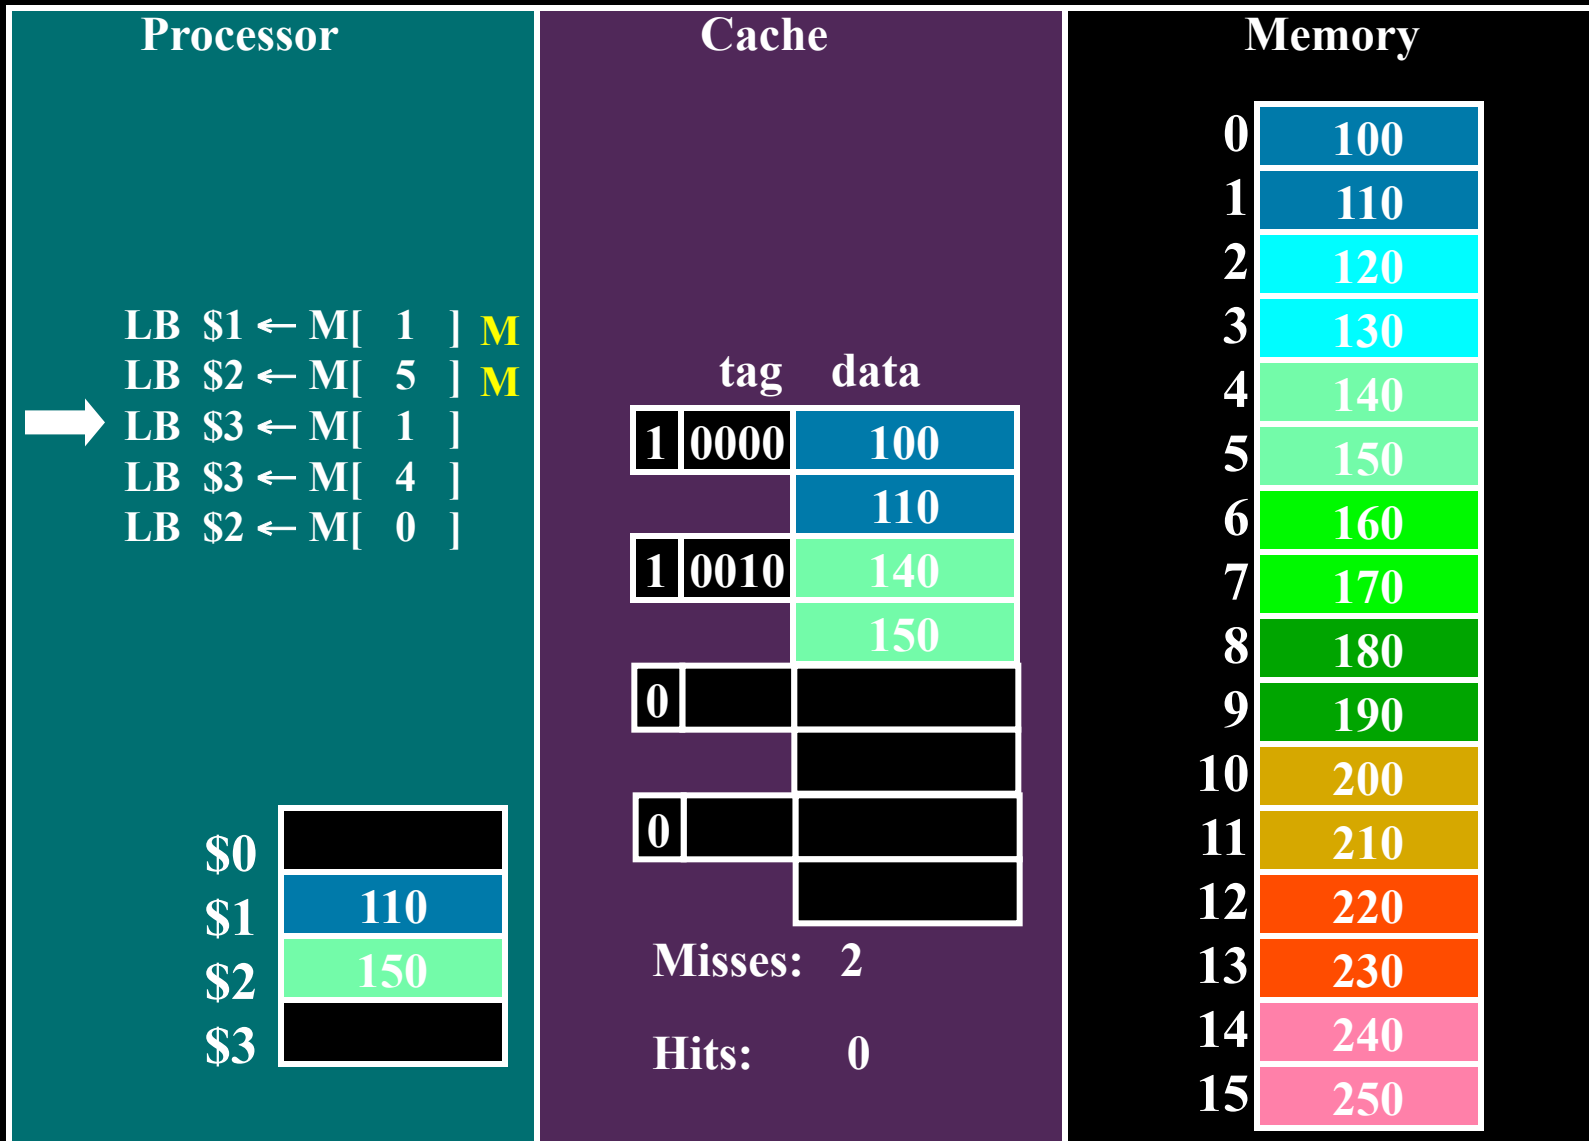 Processor
LB $1 ← M[ 1 ] M
LB $2 ← M[ 5 ] M
LB $3 ← M[ 1 ]
LB $3 ← M[ 4 ]
LB $2 ← M[ 0 ]
$0
$1 110
$2 150
$3
Cache
tag data
1 0000 100
110
1 0010 140
150
0
0
Misses: 2
Hits: 0
Memory
0 100
1 110
2 120
3 130
4 140
5 150
6 160
7 170
8 180
9 190
10 200
11 210
12 220
13 230
14 240
15 250